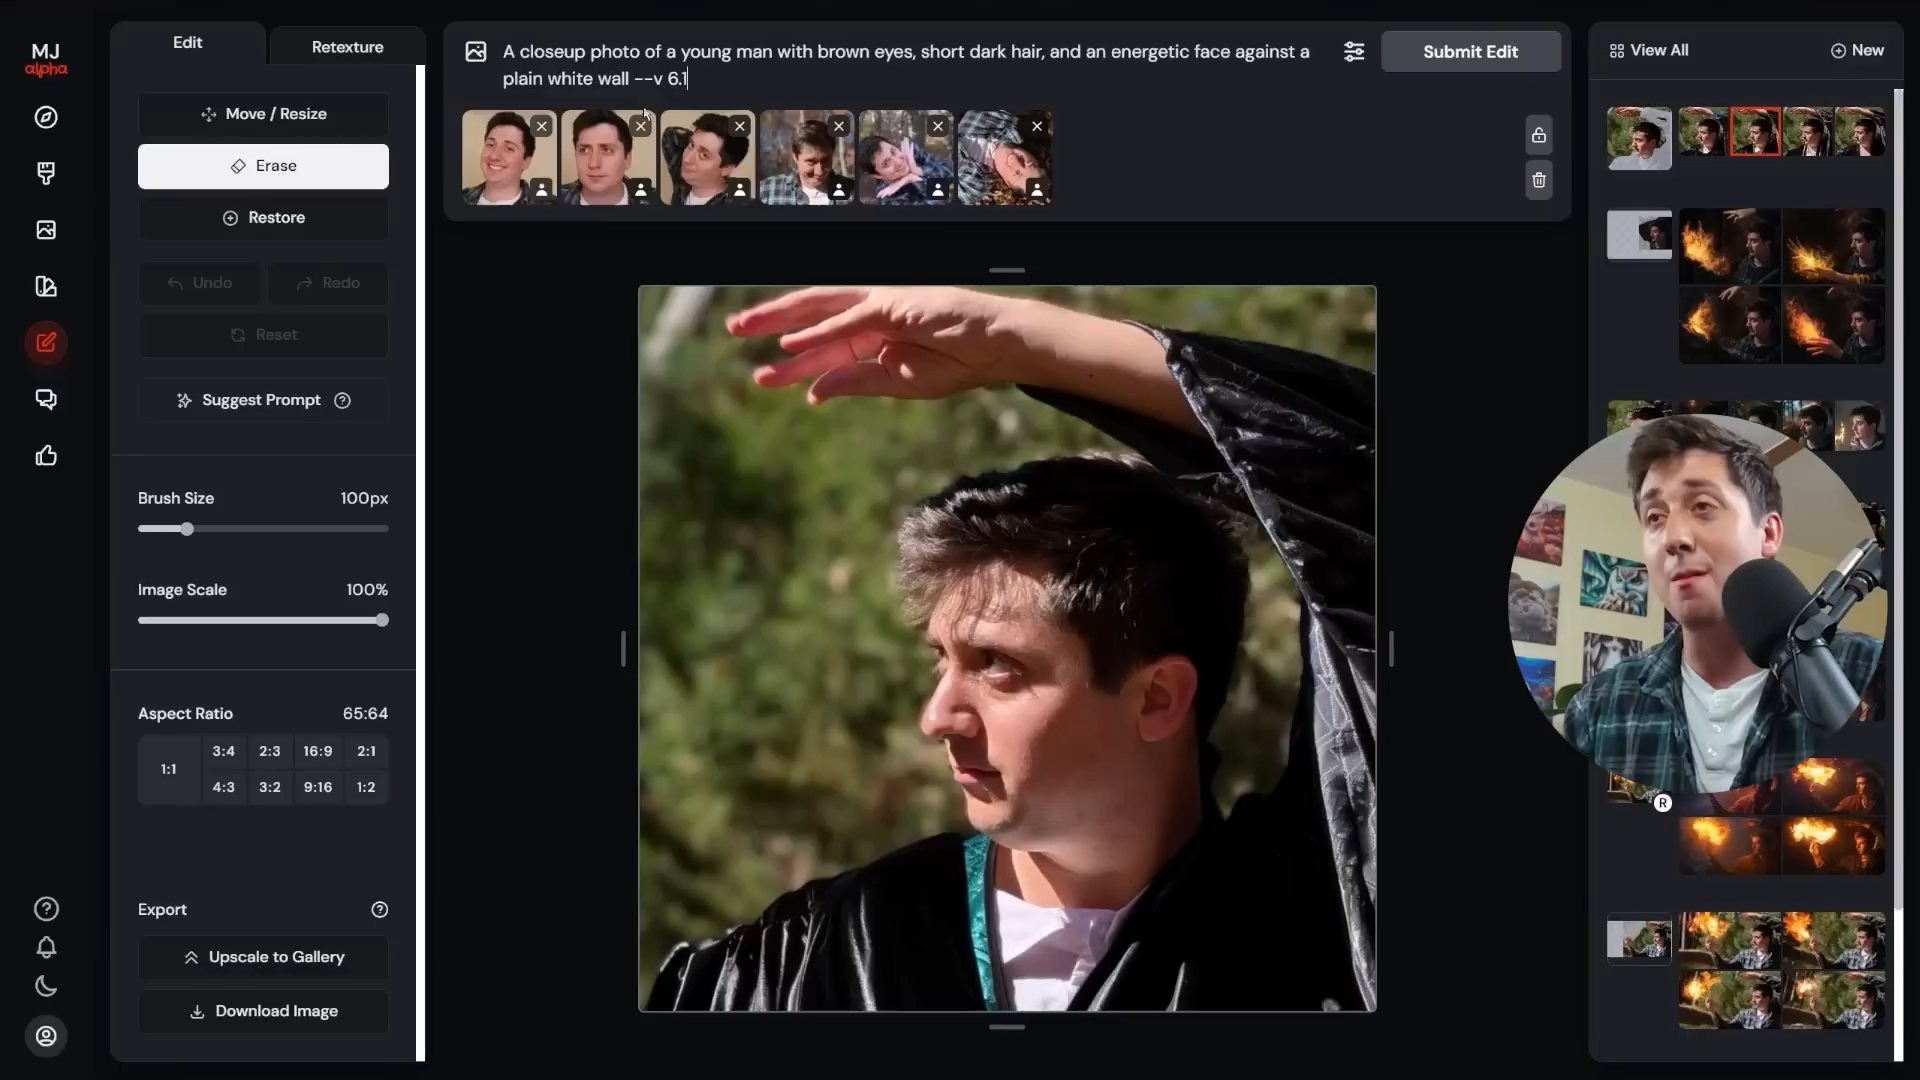 MJ
alpha
Edit
Retexture
Move / Resize
Erase
Restore
Undo
Redo
Reset
Suggest Prompt
Brush Size
100px
Image Scale
100%
Aspect Ratio
65:64
1:1
3:4
2:3
16:9
2:1
4:3
3:2
9:16
1:2
Export
Upscale to Gallery
Download Image
A closeup photo of a young man with brown eyes, short dark hair, and an energetic face against a
plain white wall --v 6.1
Submit Edit
View All
New
R